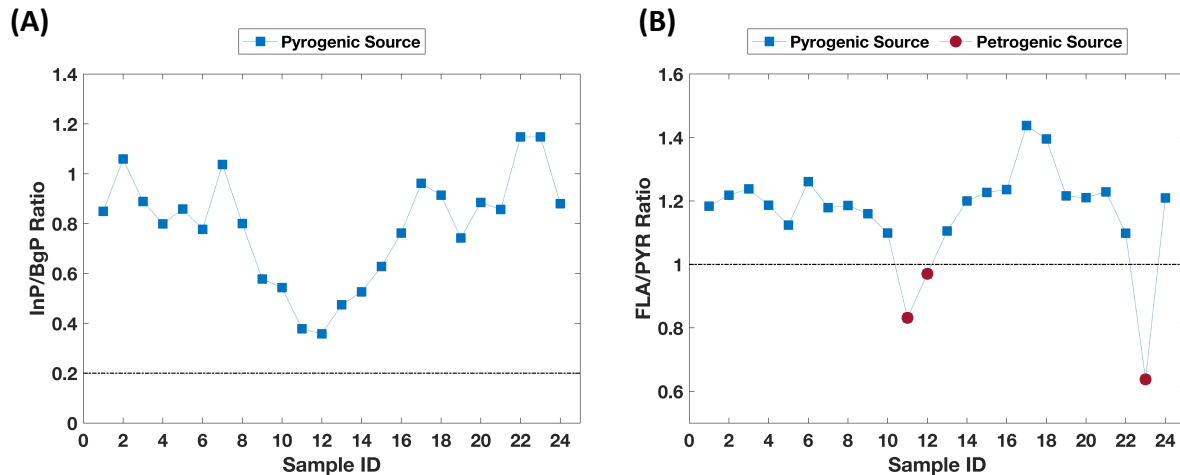 (A)
Pyrogenic Source
InP/BgP Ratio
1.4
1.2
1
0.8
0.6
0.4
0.2
0
0 2 4 6 8 10 12 14 16 18 20 22 24
Sample ID
(B)
Pyrogenic Source Petrogenic Source
FLA/PYR Ratio
1.6
1.4
1.2
1
0.8
0.6
0 2 4 6 8 10 12 14 16 18 20 22 24
Sample ID